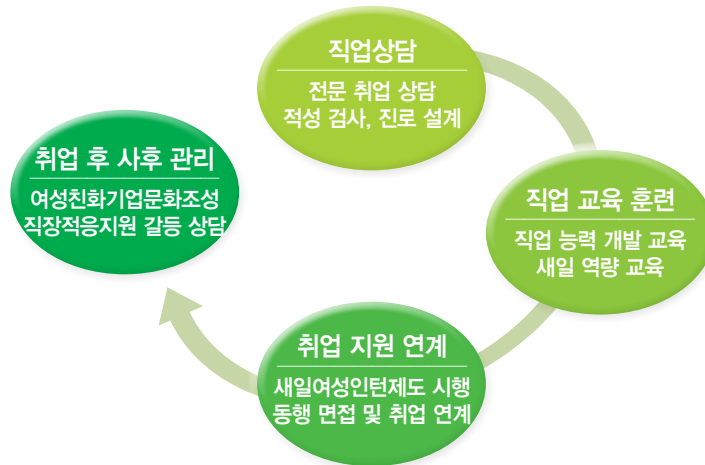 직업상담
전문 취업 상담
적성 검사, 진로 설계
직업 교육 훈련
직업 능력 개발 교육
새일 역량 교육
취업 지원 연계
새일여성인턴제도 시행
동행 면접 및 취업 연계
취업 후 사후 관리
여성친화기업문화조성
직장적응지원 갈등 상담